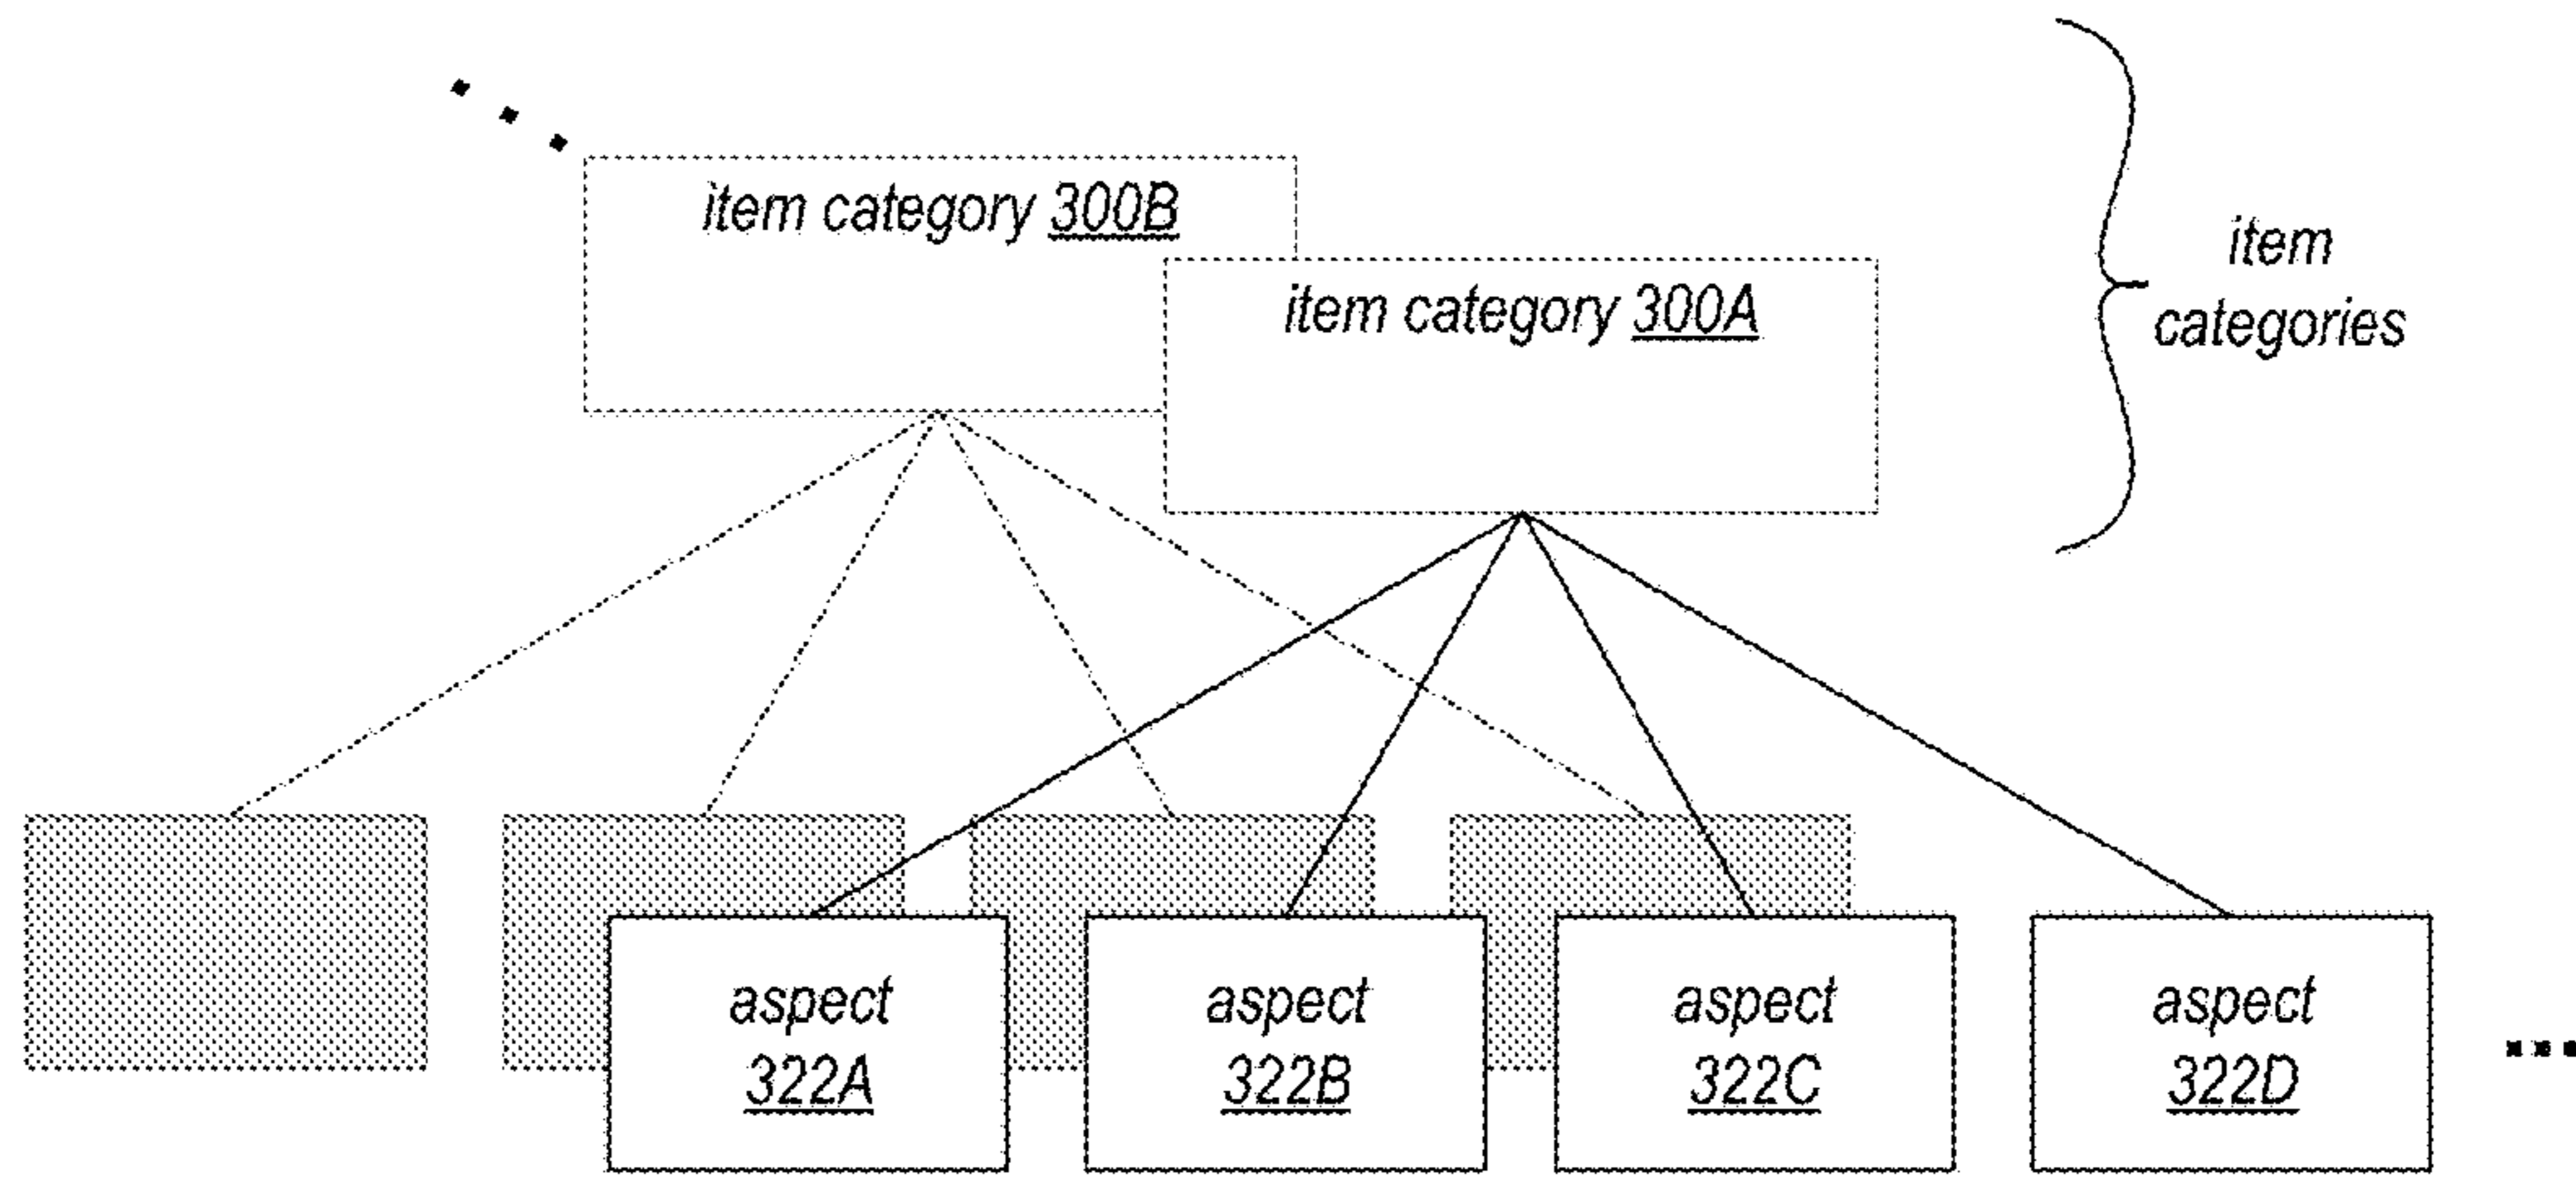 item category 300B
item category 300A
item
categories
aspect
322A
aspect
322B
aspect
322C
aspect
322D